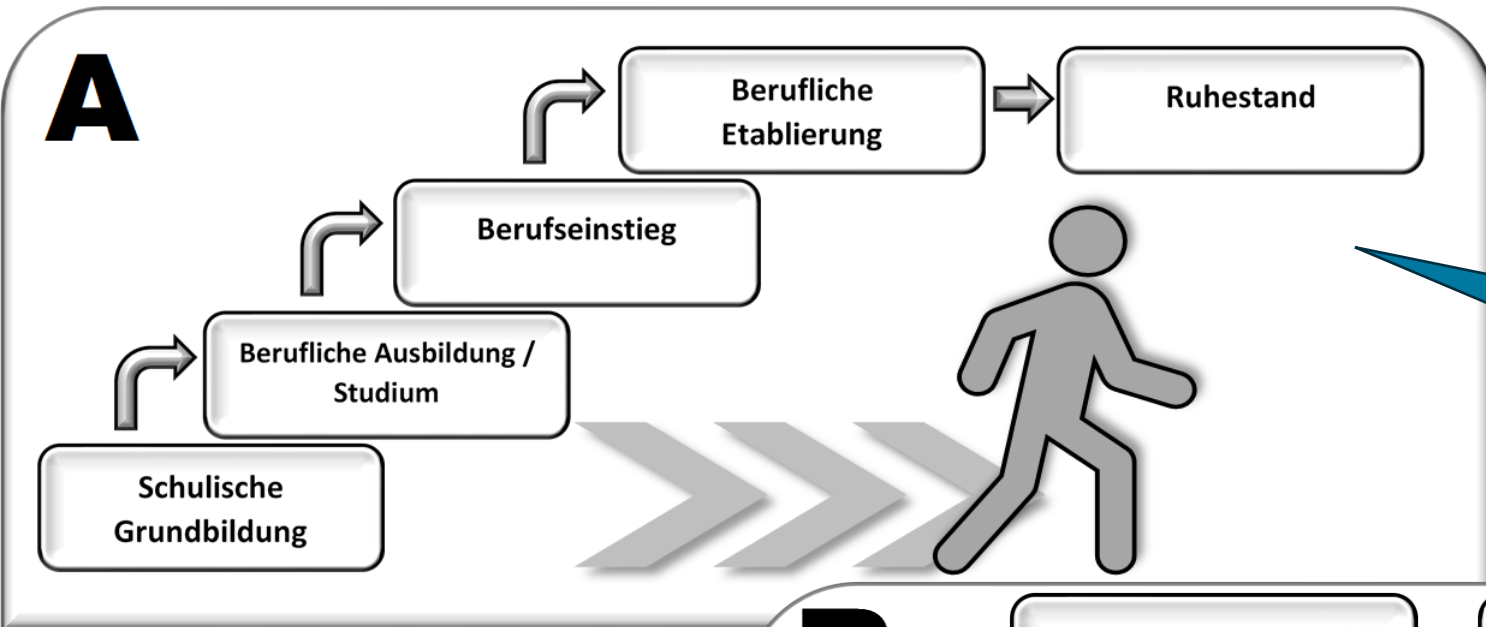 A
Berufliche
Etablierung
Ruhestand
Berufseinstieg
Berufliche Ausbildung /
Studium
Schulische
Grundbildung